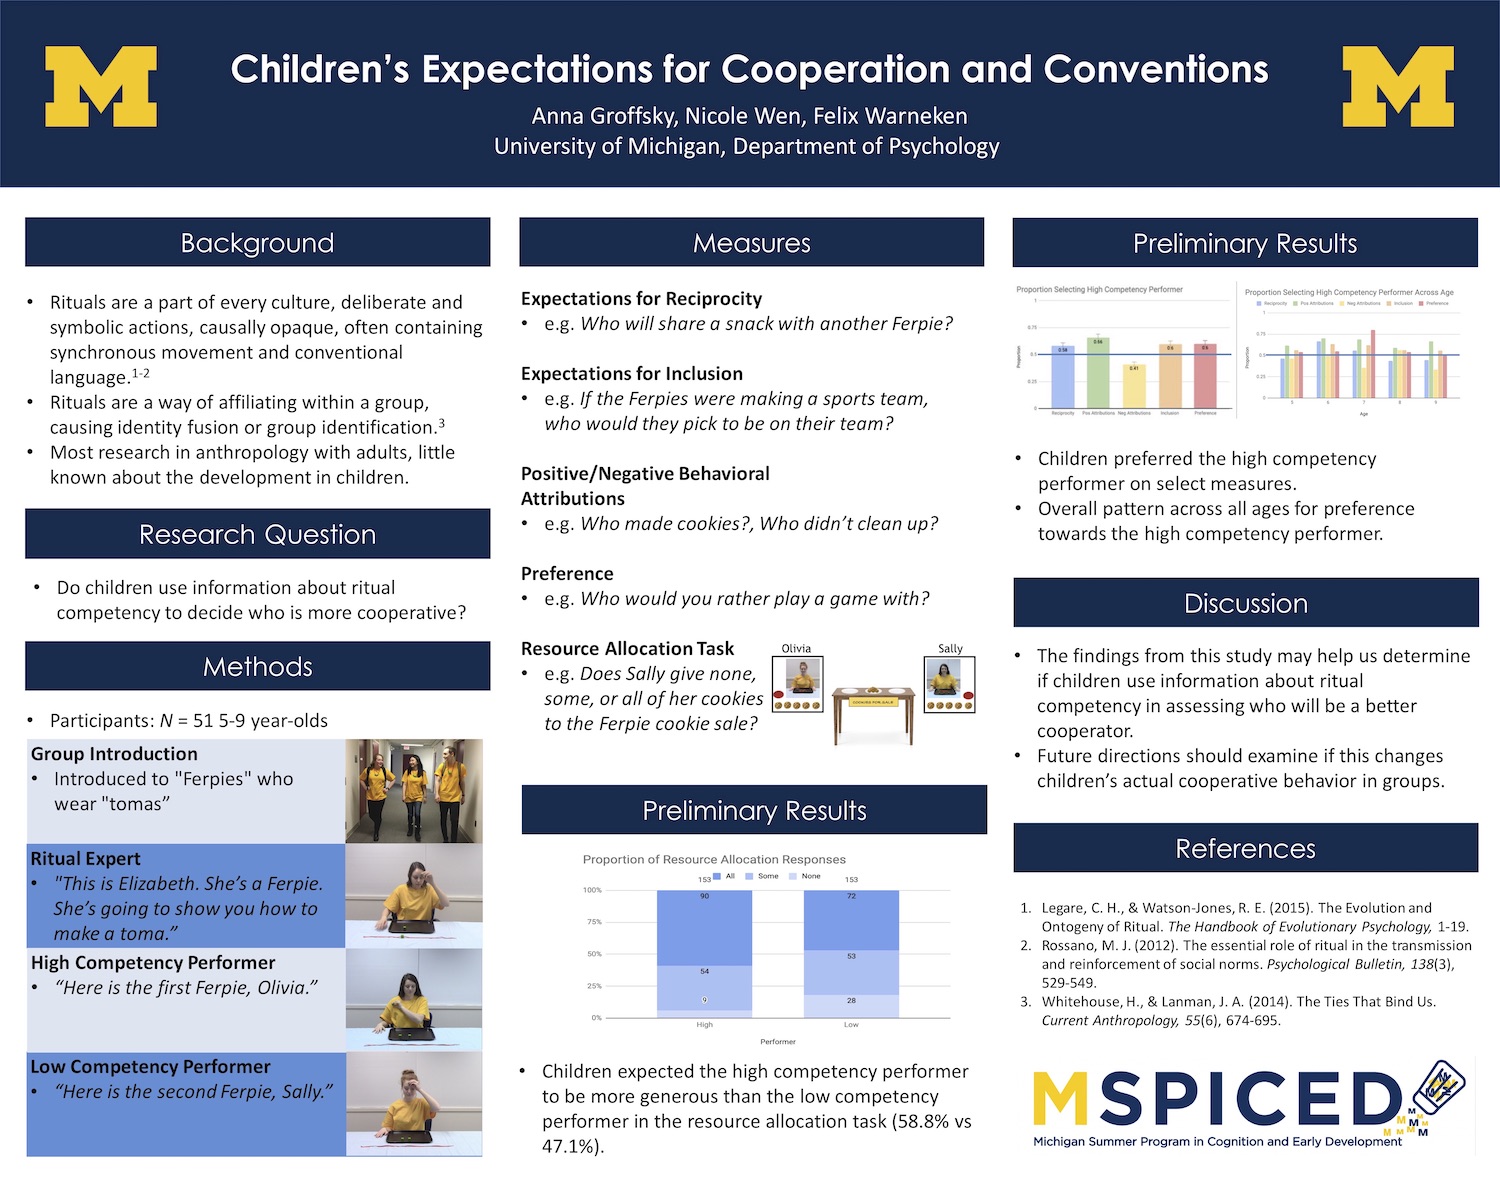 M
M
Children’s Expectations for Cooperation and Conventions
Anna Groffsky, Nicole Wen, Felix Warneken
University of Michigan, Department of Psychology
Background
• Rituals are a part of every culture, deliberate and
symbolic actions, causally opaque, often containing
synchronous movement and conventional
language.1-2
• Rituals are a way of affiliating within a group,
causing identity fusion or group identification.3
• Most research in anthropology with adults, little
known about the development in children.
Research Question
• Do children use information about ritual
competency to decide who is more cooperative?
Methods
• Participants: N = 51 5-9 year-olds
Group Introduction
• Introduced to "Ferpies" who
wear "tomas”
Ritual Expert
• "This is Elizabeth. She’s a Ferpie.
She’s going to show you how to
make a toma.”
High Competency Performer
• “Here is the first Ferpie, Olivia.”
Low Competency Performer
• “Here is the second Ferpie, Sally.”
Measures
Expectations for Reciprocity
• e.g. Who will share a snack with another Ferpie?
Expectations for Inclusion
• e.g. If the Ferpies were making a sports team,
who would they pick to be on their team?
Positive/Negative Behavioral
Attributions
• e.g. Who made cookies?, Who didn’t clean up?
Preference
• e.g. Who would you rather play a game with?
Resource Allocation Task
• e.g. Does Sally give none,
some, or all of her cookies
to the Ferpie cookie sale?
Olivia
Sally
COOKIES FOR SALE
Preliminary Results
Proportion of Resource Allocation Responses
All Some None
153 153
100%
75%
50%
25%
0%
90 72
54 53
9 28
High Low
Performer
• Children expected the high competency performer
to be more generous than the low competency
performer in the resource allocation task (58.8% vs
47.1%).
Preliminary Results
Proportion Selecting High Competency Performer
Proportion
1
0.75
0.5
0.25
0
0.58 0.66 0.41 0.6 0.6
Reciprocity Pos Attributions Neg Attributions Inclusion Preference
Proportion Selecting High Competency Performer Across Age
Reciprocity Pos Attributions Neg Attributions Inclusion Preference
Proportion
1
0.75
0.5
0.25
0
5 6 7 8 9
Age
• Children preferred the high competency
performer on select measures.
• Overall pattern across all ages for preference
towards the high competency performer.
Discussion
• The findings from this study may help us determine
if children use information about ritual
competency in assessing who will be a better
cooperator.
• Future directions should examine if this changes
children’s actual cooperative behavior in groups.
References
1. Legare, C. H., & Watson-Jones, R. E. (2015). The Evolution and
Ontogeny of Ritual. The Handbook of Evolutionary Psychology, 1-19.
2. Rossano, M. J. (2012). The essential role of ritual in the transmission
and reinforcement of social norms. Psychological Bulletin, 138(3),
529-549.
3. Whitehouse, H., & Lanman, J. A. (2014). The Ties That Bind Us.
Current Anthropology, 55(6), 674-695.
MSPICED
Michigan Summer Program in Cognition and Early Development